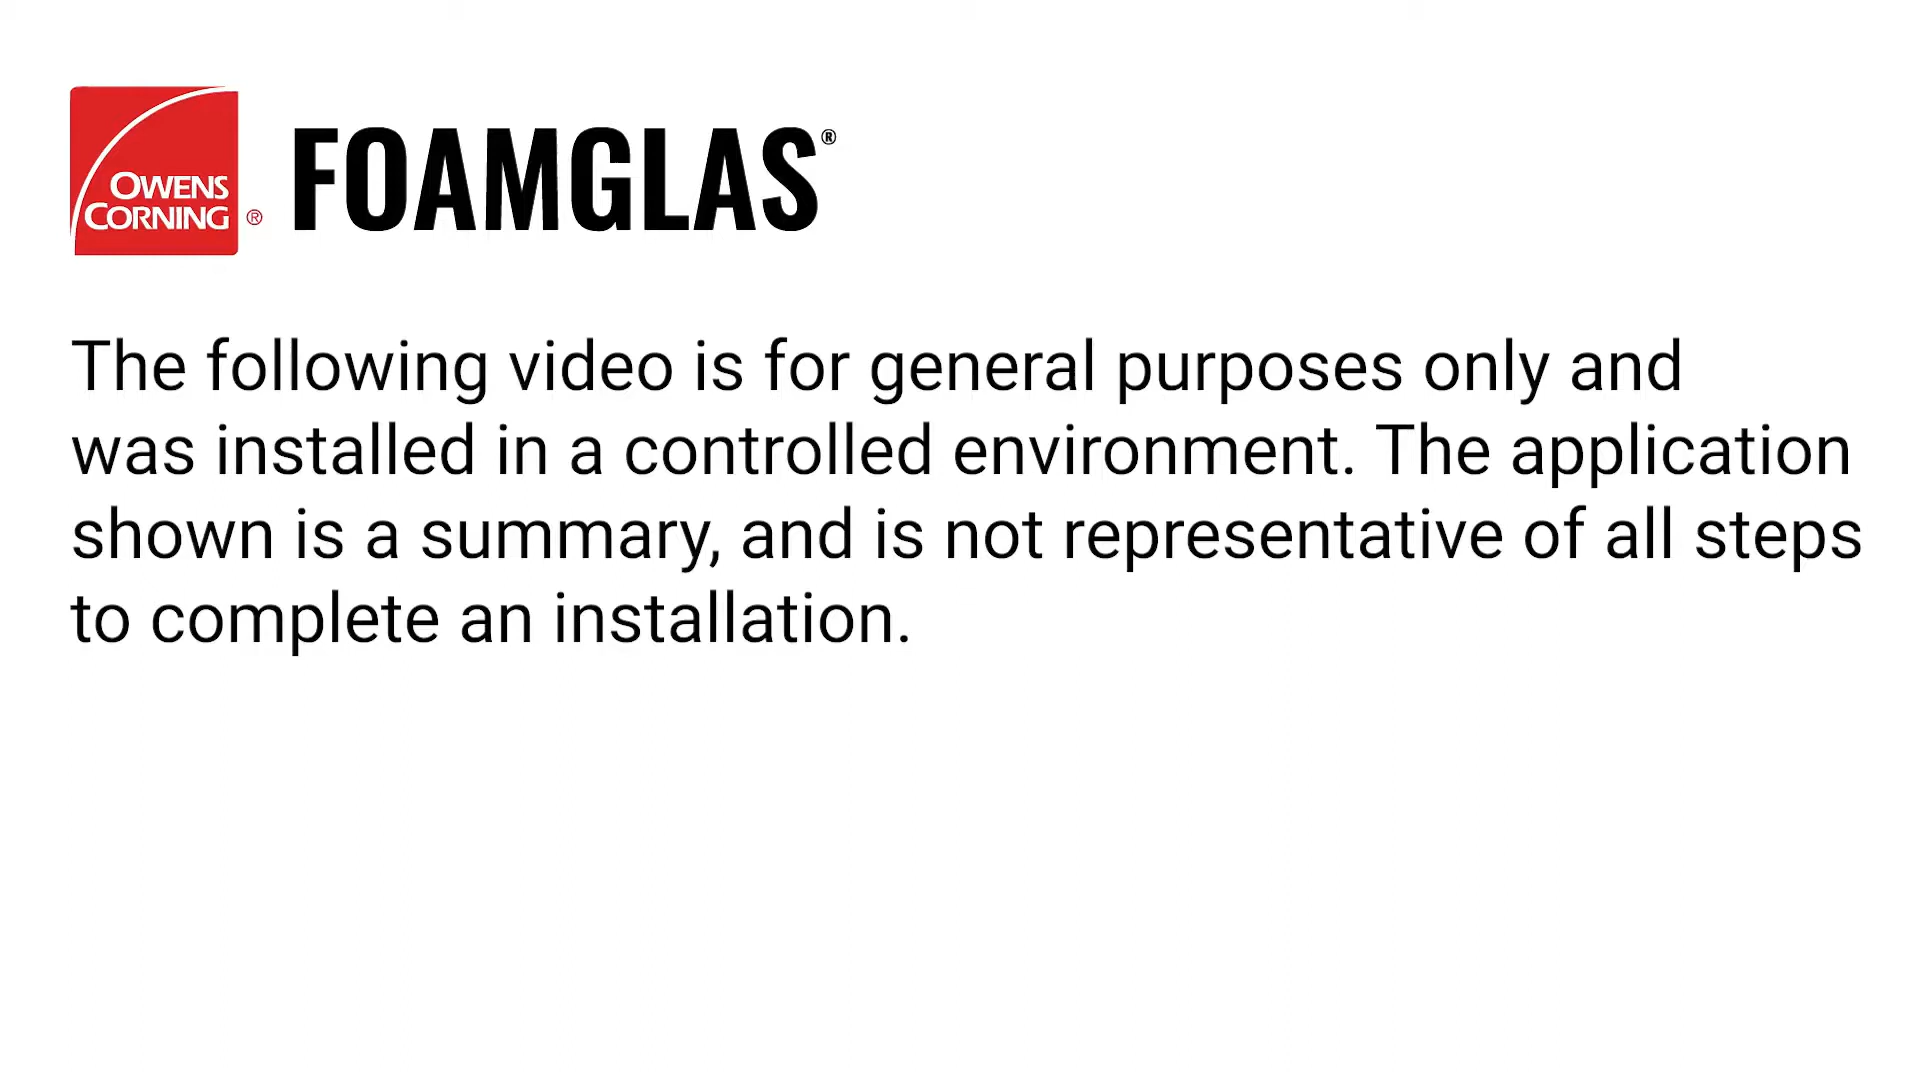 OWENS
CORNING ®
FOAMGLAS®
The following video is for general purposes only and
was installed in a controlled environment. The application
shown is a summary, and is not representative of all steps
to complete an installation.